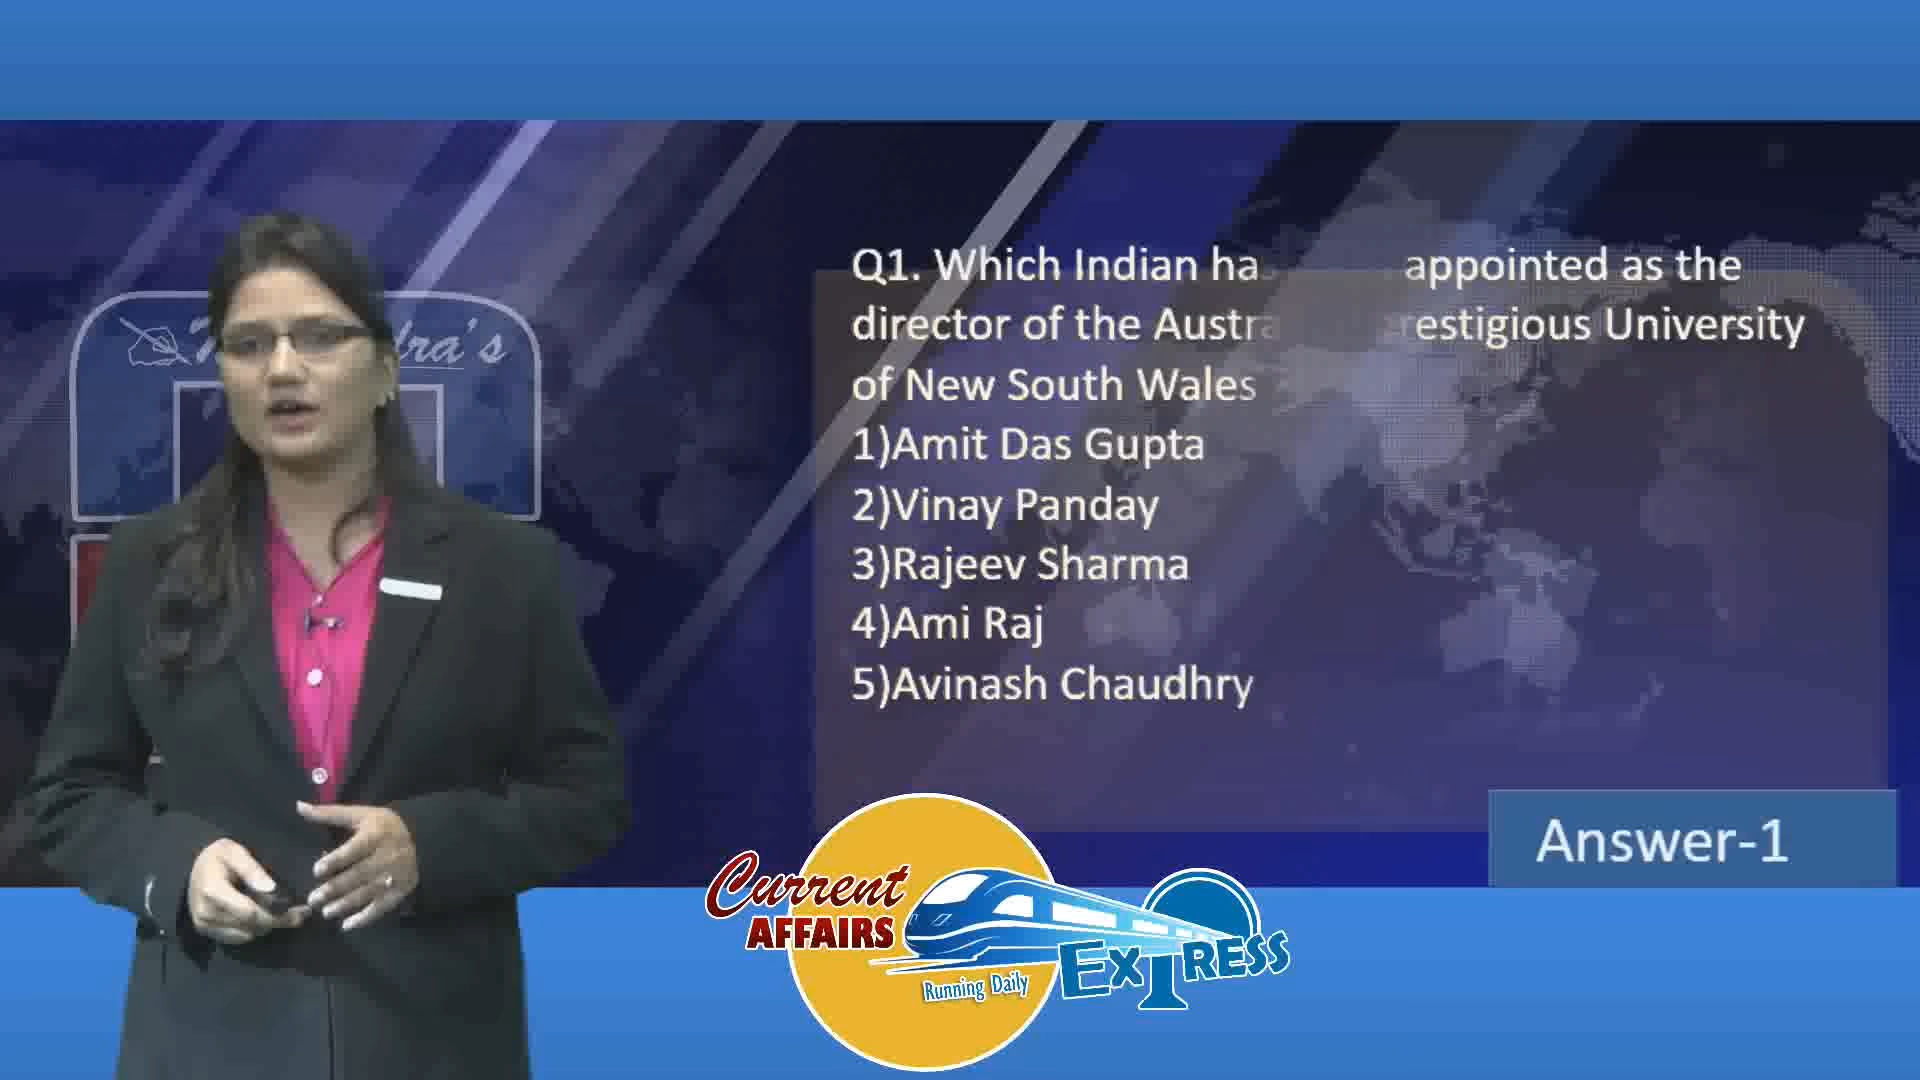 Q1. Which Indian ha appointed as the
director of the Austra restigious University
of New South Wales
1)Amit Das Gupta
2)Vinay Panday
3)Rajeev Sharma
4)Ami Raj
5)Avinash Chaudhry
Answer-1
dra's
Current
AFFAIRS
EXPRESS
Running Daily